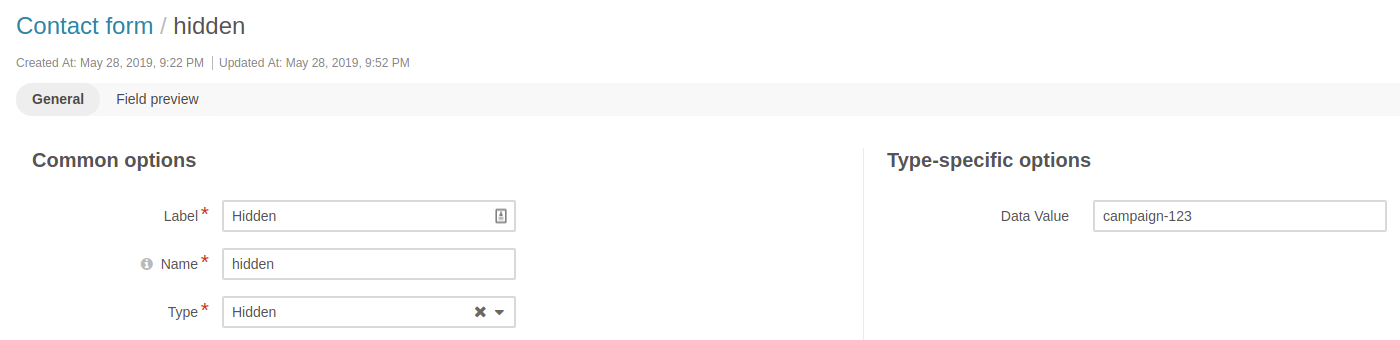 Contact form / hidden
Created At: May 28, 2019, 9:22 PM | Updated At: May 28, 2019, 9:52 PM
General Field preview
Common options
Label* Hidden
Name* hidden
Type* Hidden
Type-specific options
Data Value campaign-123